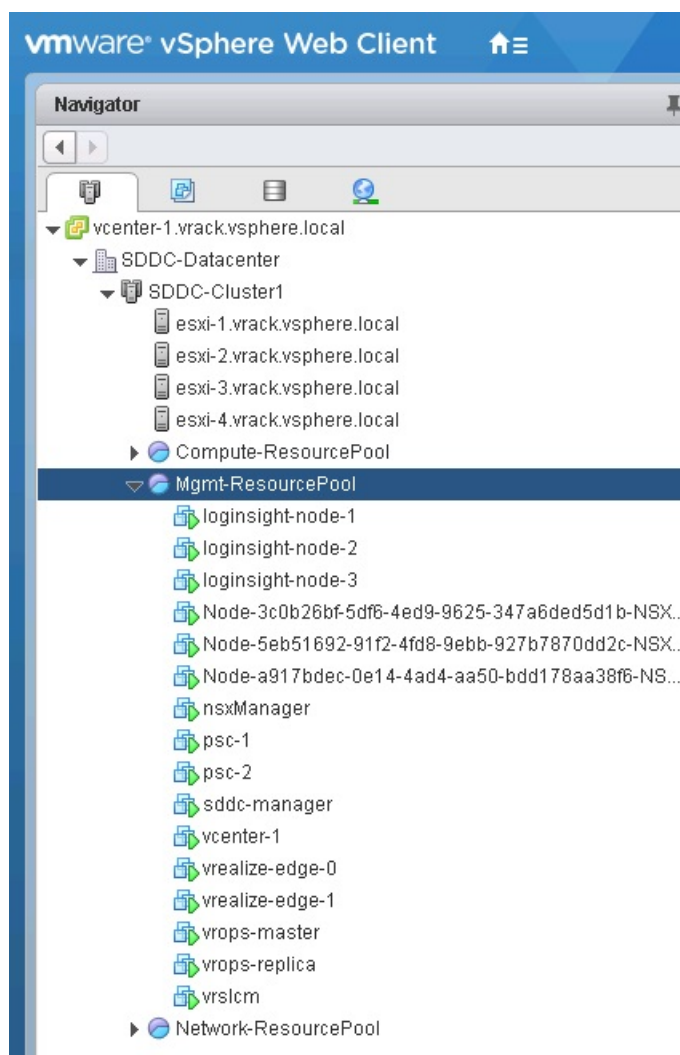 vmware® vSphere Web Client
Navigator
vcenter-1.vrack.vsphere.local
SDDC-Datacenter
SDDC-Cluster1
esxi-1.vrack.vsphere.local
esxi-2.vrack.vsphere.local
esxi-3.vrack.vsphere.local
esxi-4.vrack.vsphere.local
Compute-ResourcePool
Mgmt-ResourcePool
loginsight-node-1
loginsight-node-2
loginsight-node-3
Node-3c0b26bf-5df6-4ed9-9625-347a6ded5d1b-NSX...
Node-5eb51692-91f2-4fd8-9ebb-927b7870dd2c-NSX...
Node-a917bdec-0e14-4ad4-aa50-bdd178aa38f6-NS...
nsxManager
psc-1
psc-2
sddc-manager
vcenter-1
vrealize-edge-0
vrealize-edge-1
vrops-master
vrops-replica
vrslcm
Network-ResourcePool